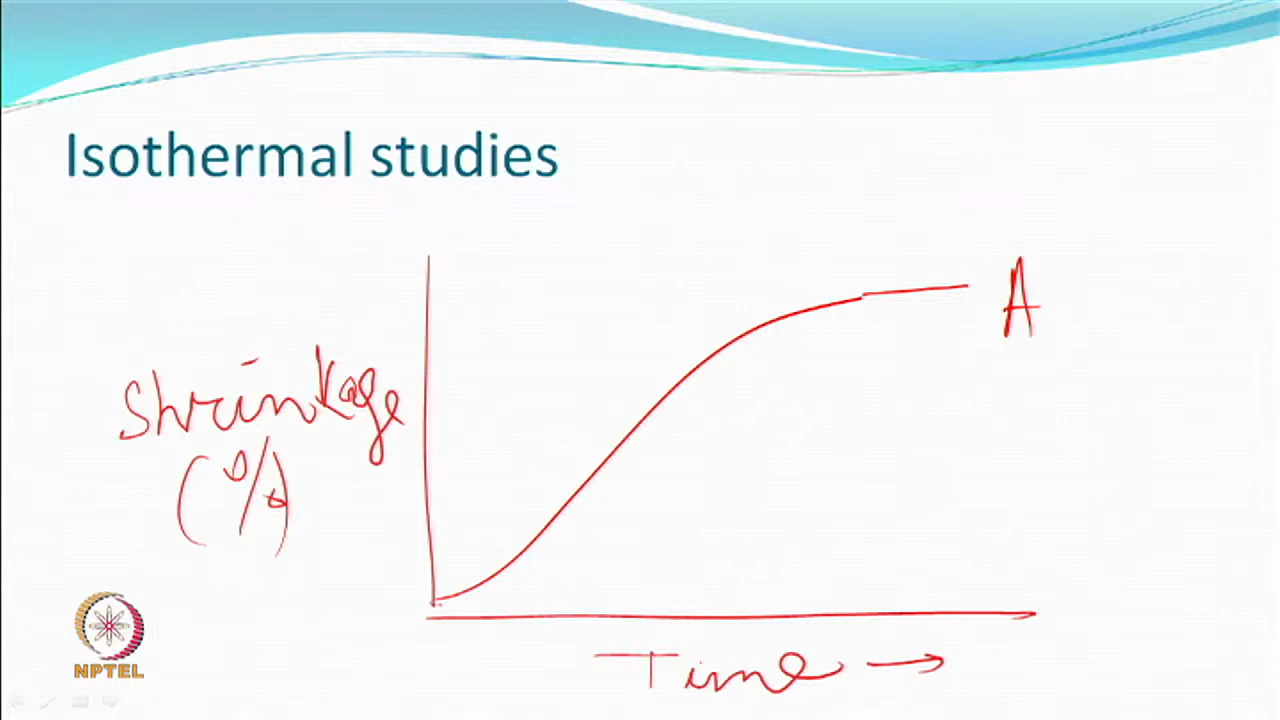 Isothermal studies
A
Shrinkage
(%)
Time →
NPTEL